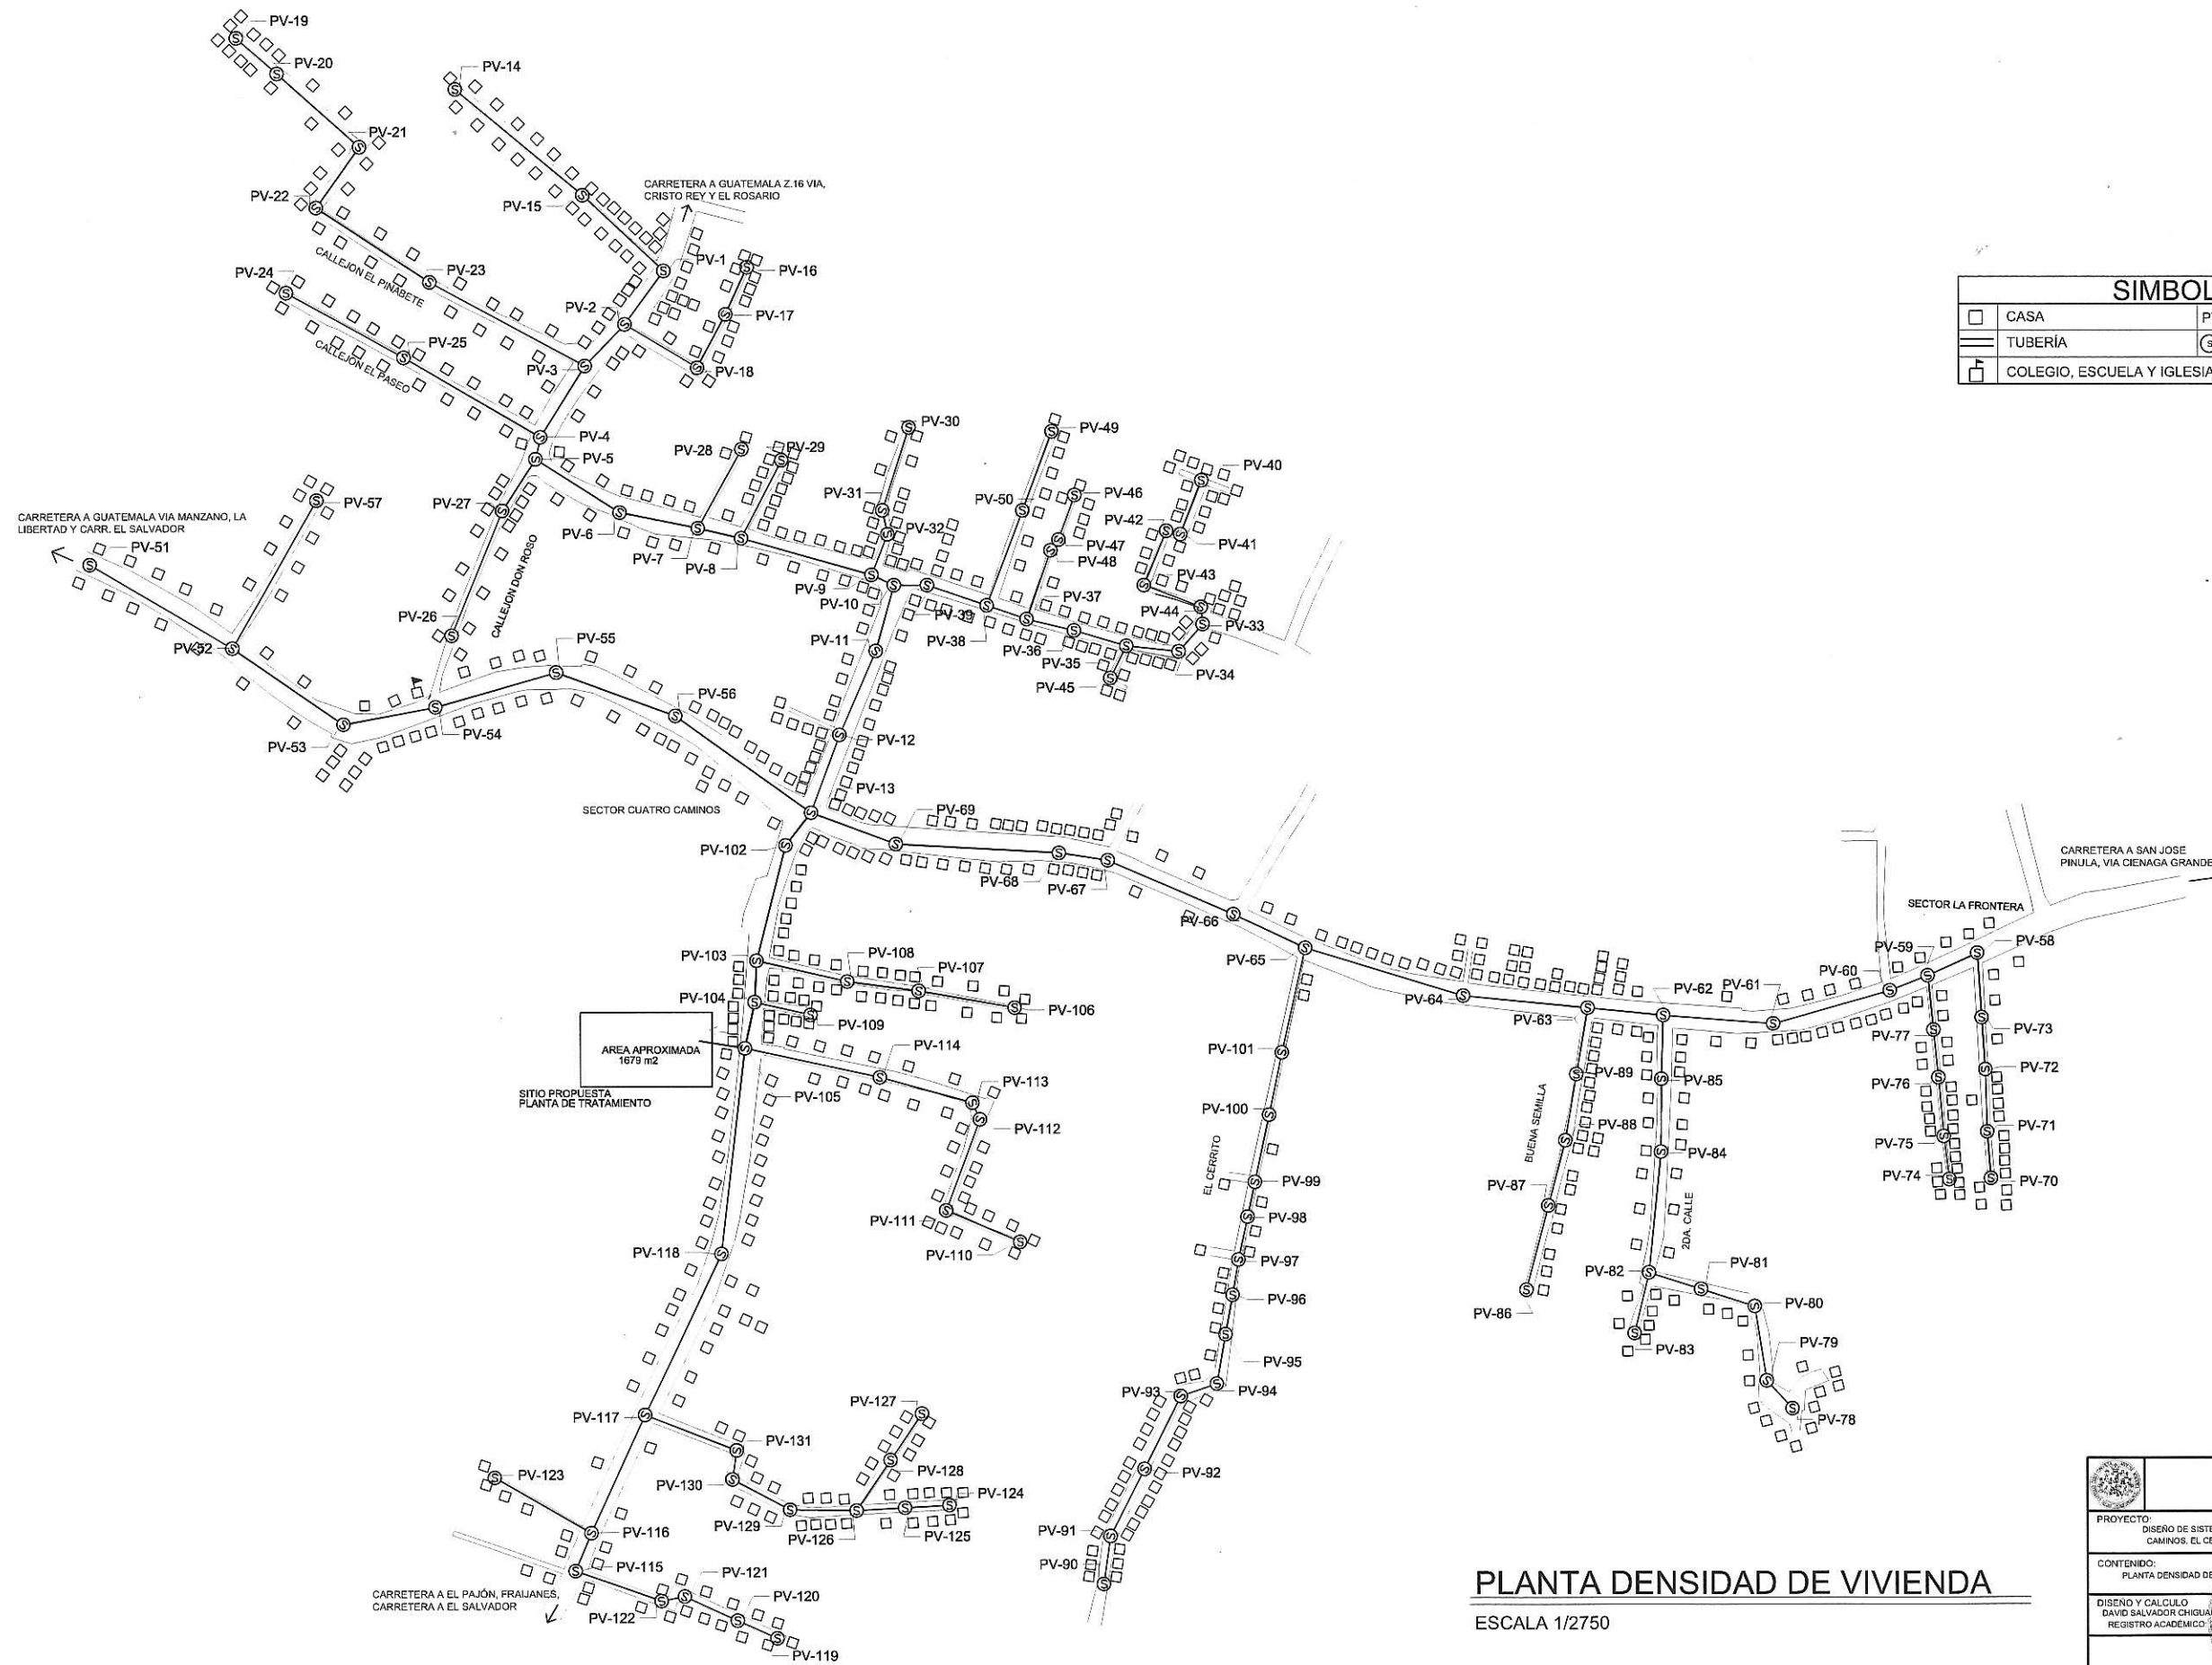 PV-19
PV-20
PV-14
PV-21
PV-22
PV-15
CARRETERA A GUATEMALA Z.16 VIA,
CRISTO REY Y EL ROSARIO
CALLEJON EL PINABETE
PV-24
PV-23
PV-1
PV-16
PV-2
PV-17
PV-25
CALLEJON EL PASEO
PV-3
PV-18
SIMBOL
CASA
P
TUBERÍA
S
COLEGIO, ESCUELA Y IGLESIA
PV-4
PV-5
PV-28
PV-29
PV-30
PV-49
PV-40
PV-57
PV-27
PV-31
PV-50
PV-46
PV-42
PV-41
CARRETERA A GUATEMALA VIA MANZANO, LA
LIBERTAD Y CARR. EL SALVADOR
PV-51
PV-6
PV-7
PV-8
PV-32
PV-47
PV-48
PV-43
CALLEJON DON ROSO
PV-26
PV-9
PV-10
PV-39
PV-37
PV-44
PV-33
PV-52
PV-55
PV-11
PV-38
PV-36
PV-35
PV-34
PV-45
PV-56
PV-53
PV-54
PV-12
SECTOR CUATRO CAMINOS
PV-13
PV-69
PV-102
PV-68
PV-67
PV-66
CARRETERA A SAN JOSE
PINULA, VIA CIENAGA GRANDE
SECTOR LA FRONTERA
PV-103
PV-108
PV-107
PV-65
PV-59
PV-58
PV-104
PV-106
PV-109
PV-64
PV-63
PV-62
PV-61
PV-60
AREA APROXIMADA
1679 m2
SITIO PROPUESTA
PLANTA DE TRATAMIENTO
PV-114
PV-101
PV-77
PV-73
PV-105
PV-113
PV-112
PV-100
PV-89
PV-85
PV-76
PV-72
BUENA SEMILLA
PV-88
PV-84
PV-75
PV-71
EL CERRITO
PV-99
PV-87
PV-74
PV-70
PV-111
PV-110
PV-98
2DA. CALLE
PV-118
PV-97
PV-82
PV-81
PV-96
PV-86
PV-80
PV-95
PV-83
PV-79
PV-93
PV-94
PV-127
PV-117
PV-78
PV-131
PV-128
PV-92
PV-123
PV-130
PV-124
PV-129
PV-126
PV-125
PV-116
PV-91
PV-115
PV-121
PV-90
CARRETERA A EL PAJÓN, FRAIJANES,
CARRETERA A EL SALVADOR
PV-122
PV-120
PV-119
PLANTA DENSIDAD DE VIVIENDA
ESCALA 1/2750
PROYECTO:
DISEÑO DE SISTE
CAMINOS, EL CE
CONTENIDO:
PLANTA DENSIDAD DE
DISEÑO Y CALCULO
DAVID SALVADOR CHIGUA
REGISTRO ACADÉMICO